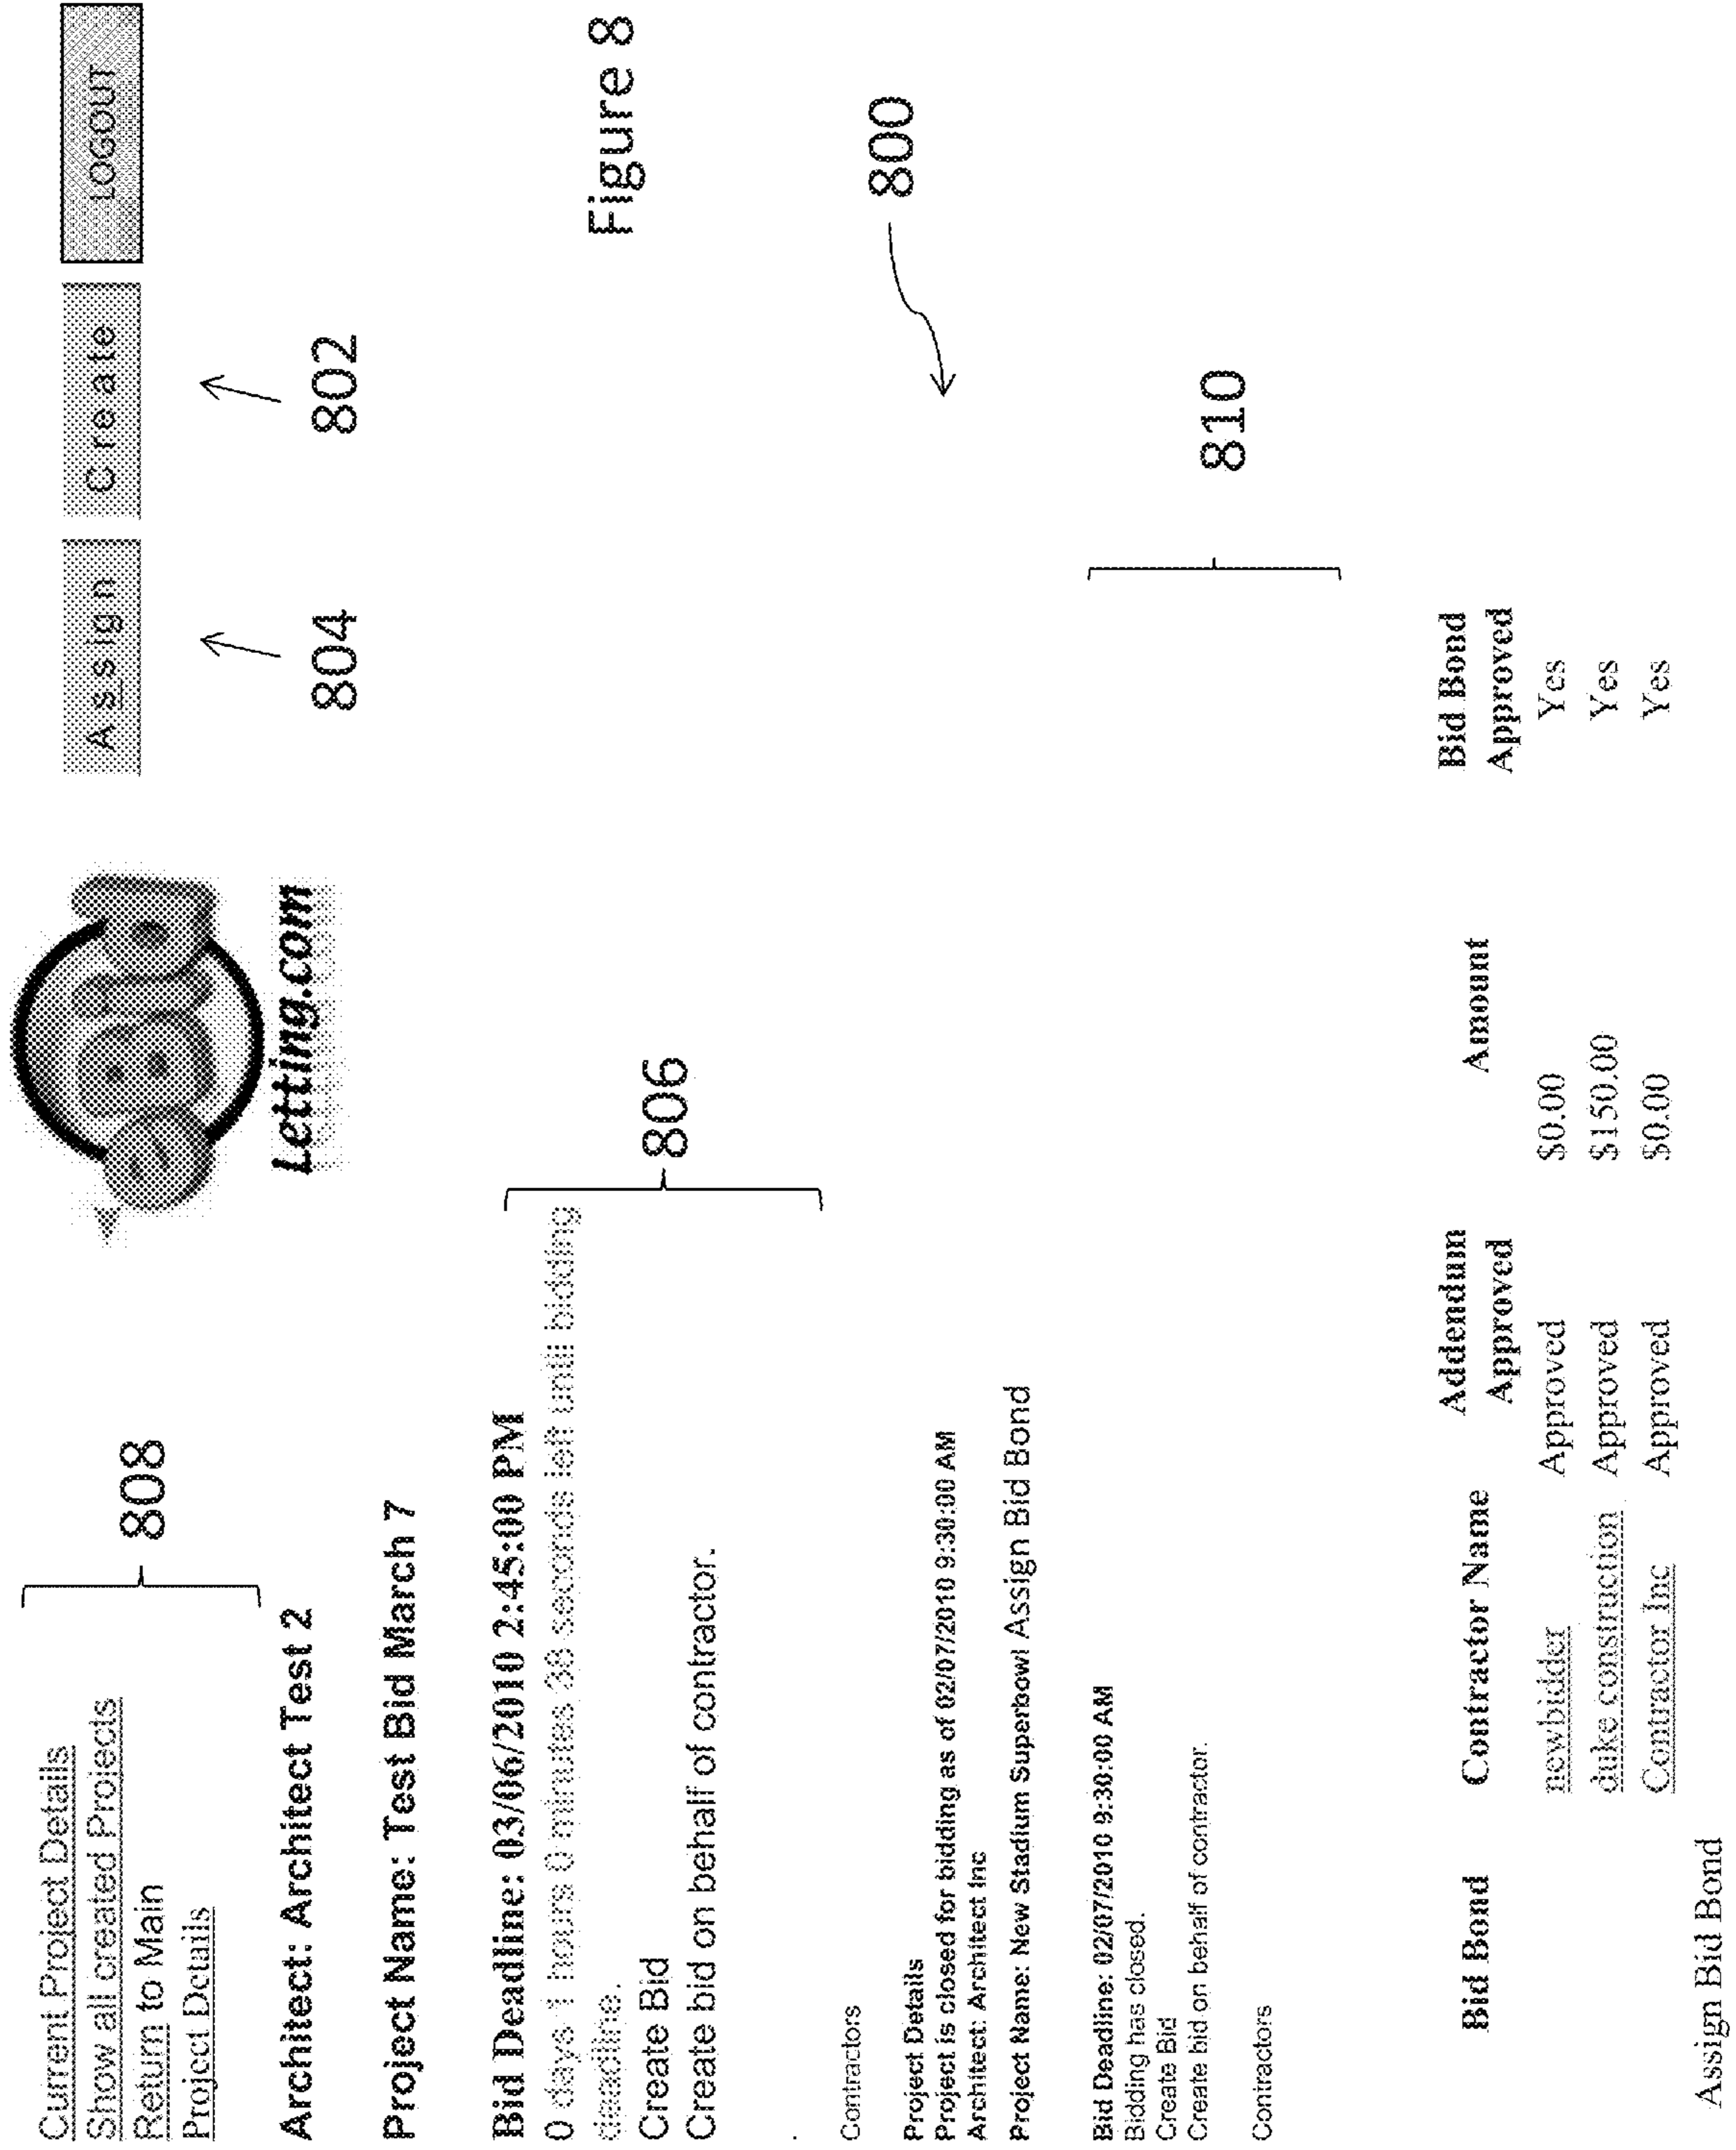 Current Project Details
Show all created Projects
Return to Main
Project Details
808
Letting.com
Assign
Create
LOGOUT
804
802
Architect: Architect Test 2
Project Name: Test Bid March 7
Figure 8
Bid Deadline: 03/06/2010 2:45:00 PM
0 days 1 hours 0 minutes 38 seconds left until bidding
deadline.
Create Bid
Create bid on behalf of contractor.
806
800
Contractors
Project Details
Project is closed for bidding as of 02/07/2010 9:30:00 AM
Architect: Architect Inc
Project Name: New Stadium Superbowl Assign Bid Bond
Bid Deadline: 02/07/2010 9:30:00 AM
Bidding has closed.
Create Bid
Create bid on behalf of contractor.
Contractors
810
Bid Bond Contractor Name Addendum Approved Amount Bid Bond Approved
newbidder Approved $0.00 Yes
duke construction Approved $150.00 Yes
Contractor Inc Approved $0.00 Yes
Assign Bid Bond